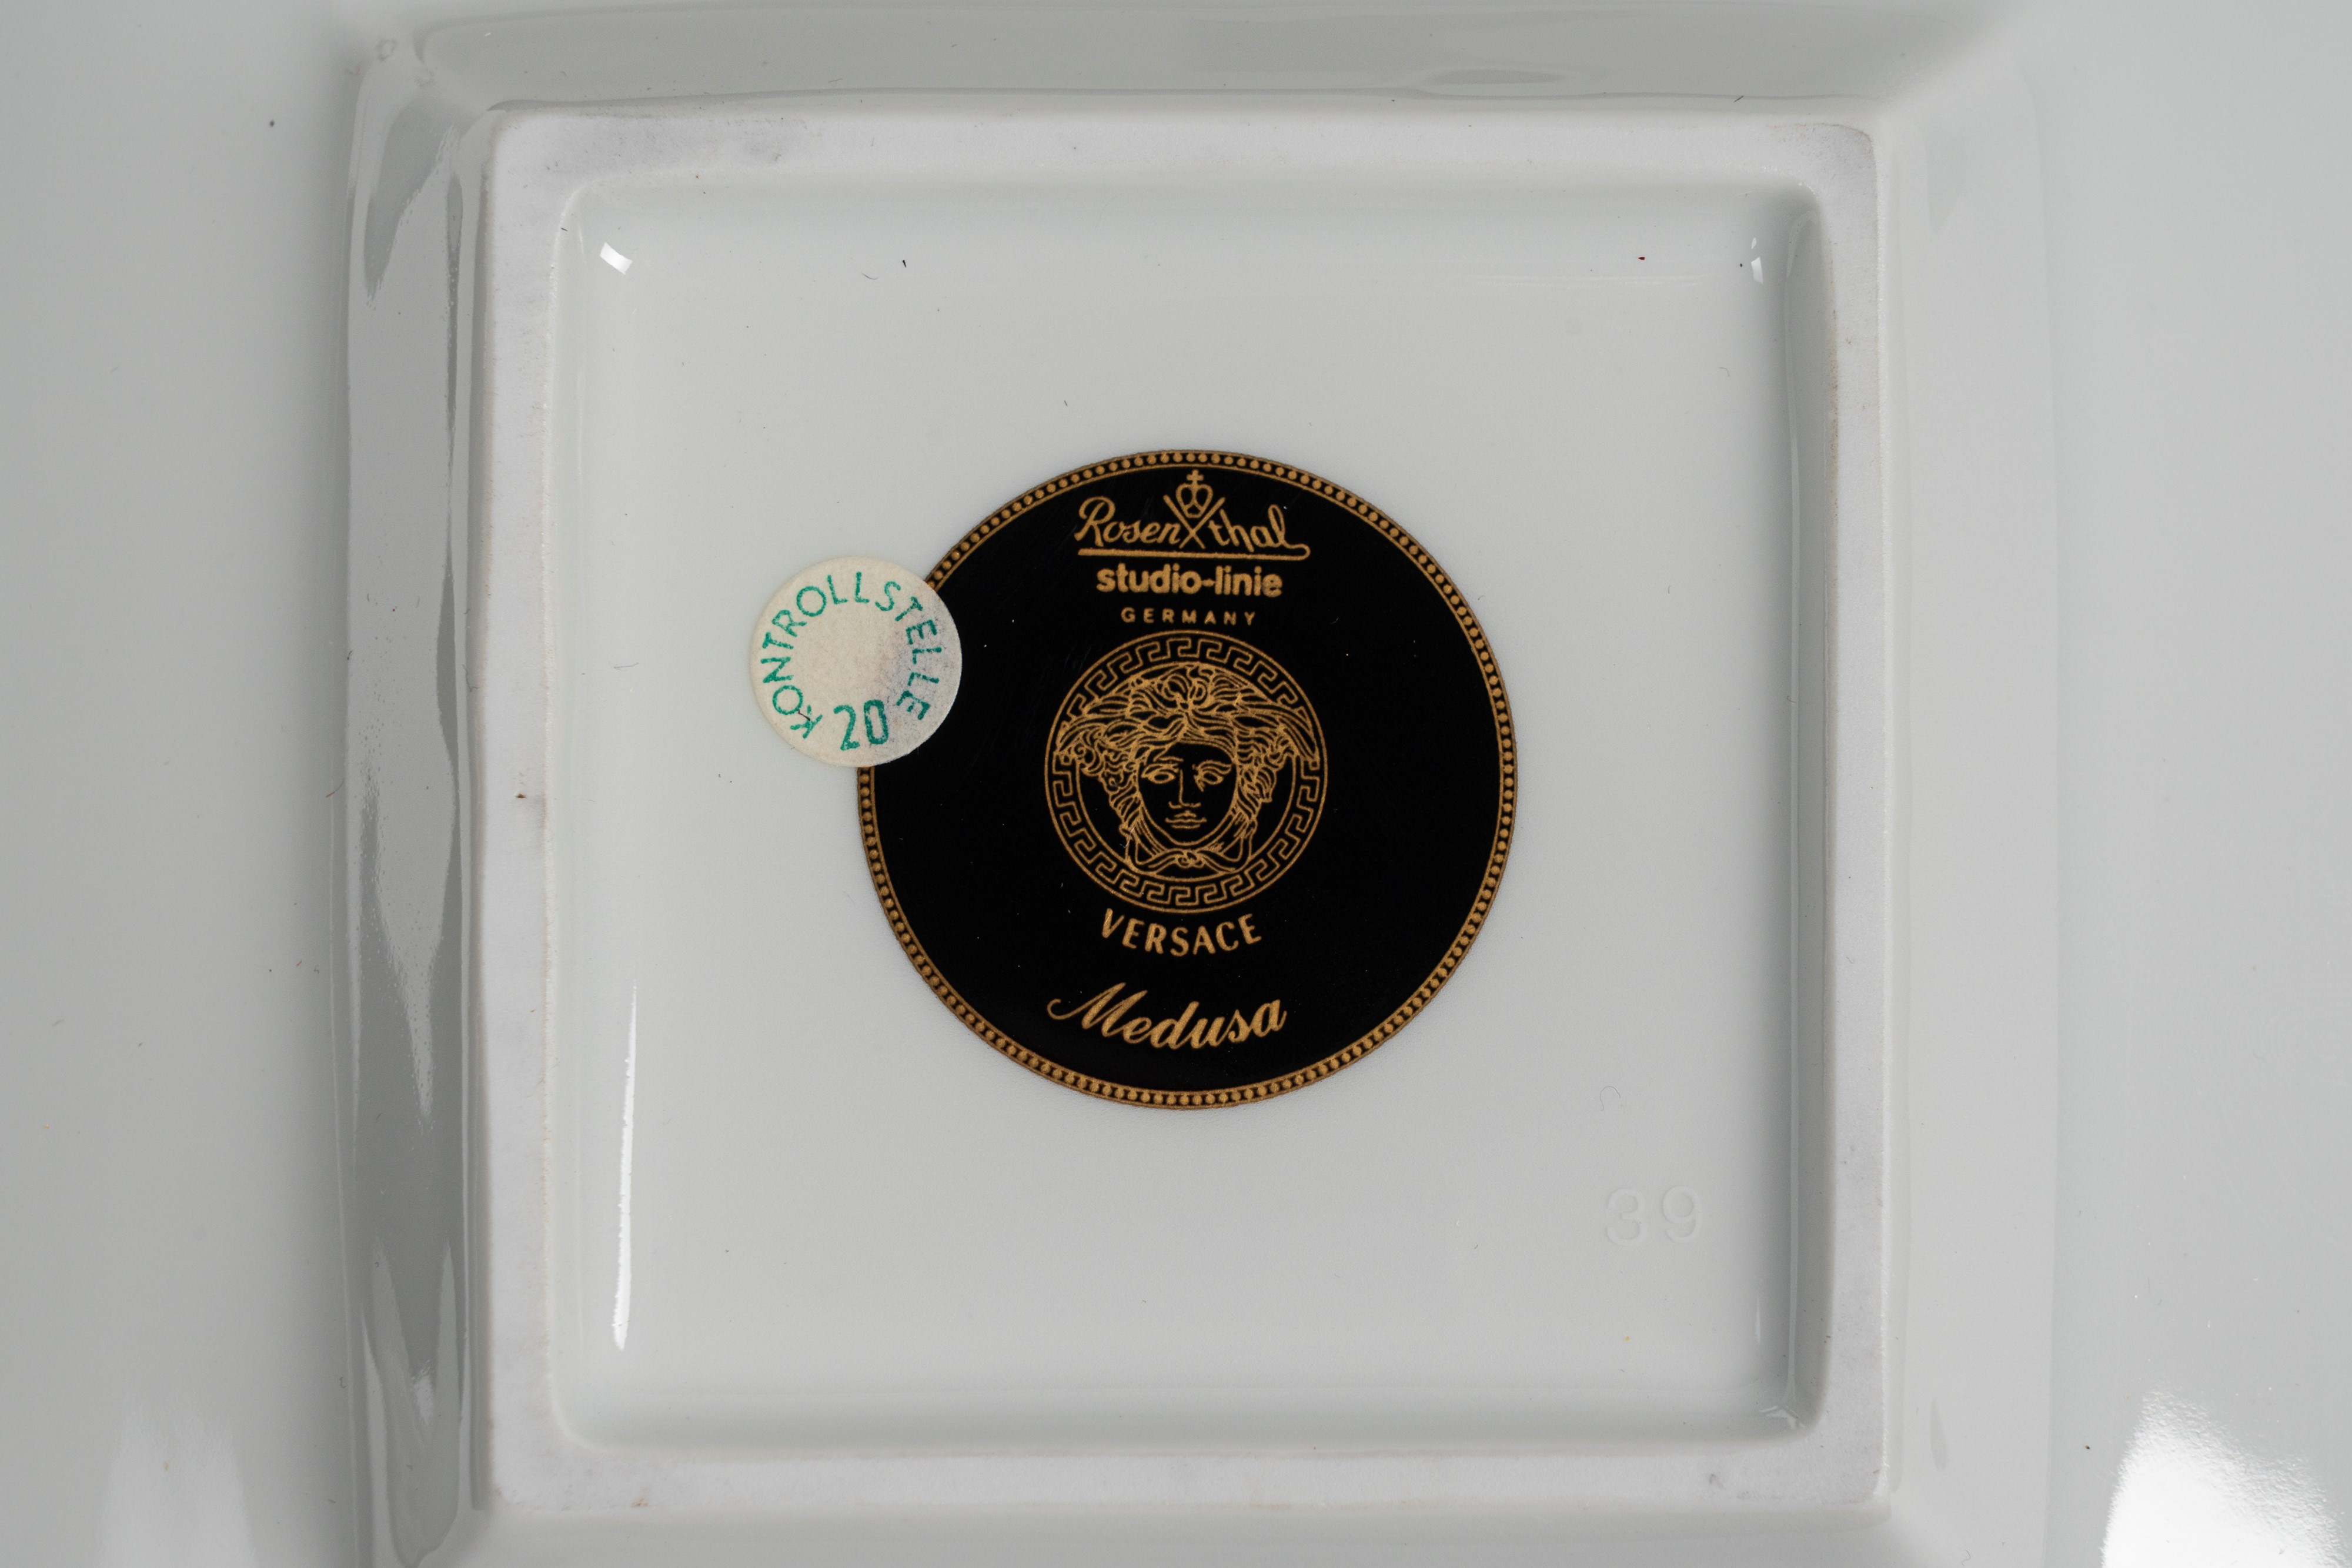 Rosenthal
studio-linie
GERMANY
VERSACE
Medusa
KONTROLLSTELLE
20
39